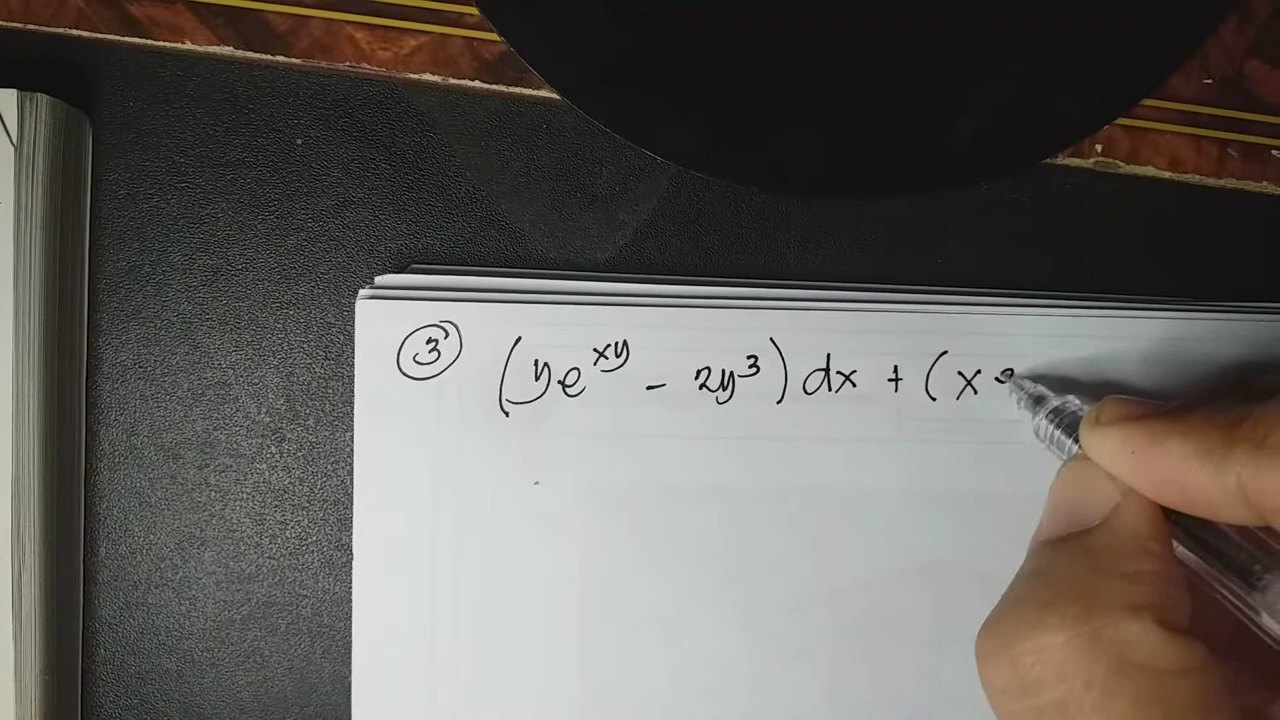 ③ (ye^{xy} - 2y^3) dx + (x e